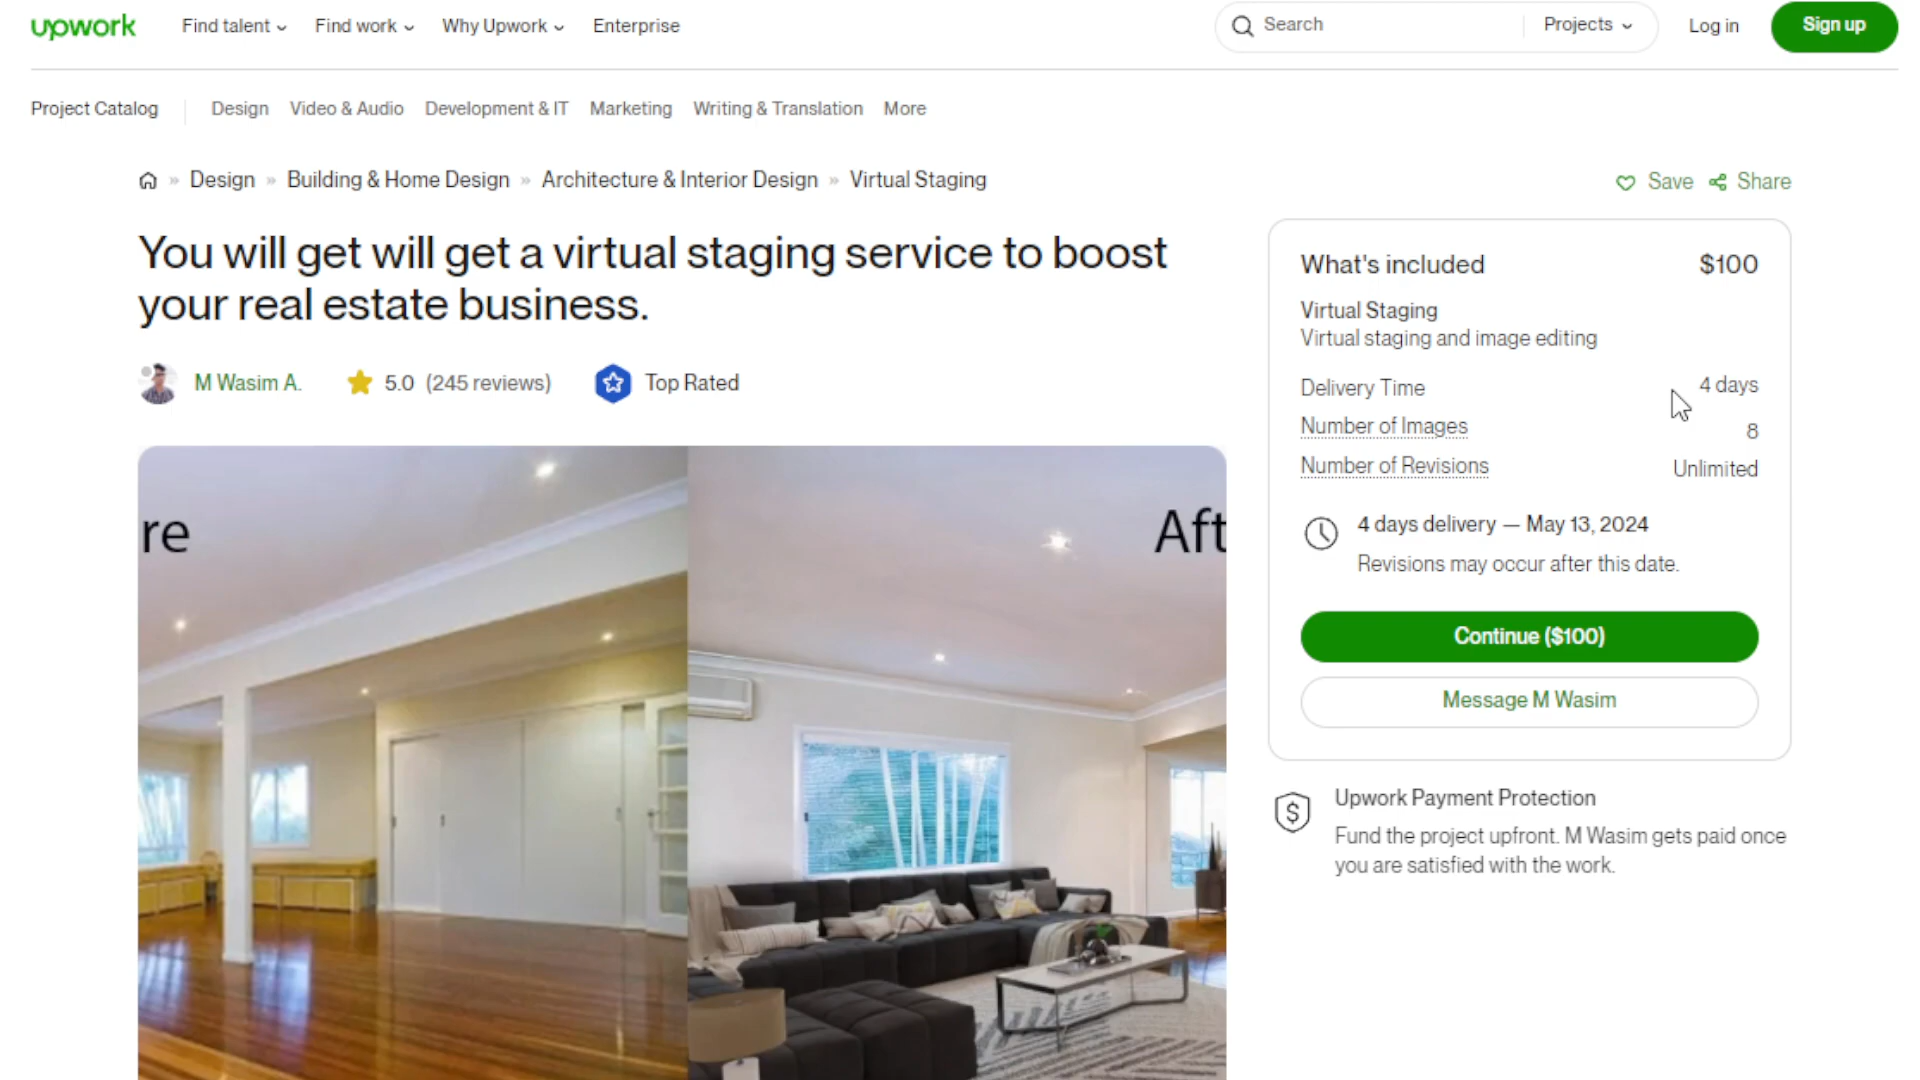 upwork
Find talent
Find work
Why Upwork
Enterprise
Search
Projects
Log in
Sign up
Project Catalog
Design
Video & Audio
Development & IT
Marketing
Writing & Translation
More
Design » Building & Home Design » Architecture & Interior Design » Virtual Staging
Save
Share
You will get will get a virtual staging service to boost
your real estate business.
M Wasim A.
5.0 (245 reviews)
Top Rated
re
Aft
What's included $100
Virtual Staging
Virtual staging and image editing
Delivery Time 4 days
Number of Images 8
Number of Revisions Unlimited
4 days delivery — May 13, 2024
Revisions may occur after this date.
Continue ($100)
Message M Wasim
Upwork Payment Protection
Fund the project upfront. M Wasim gets paid once
you are satisfied with the work.